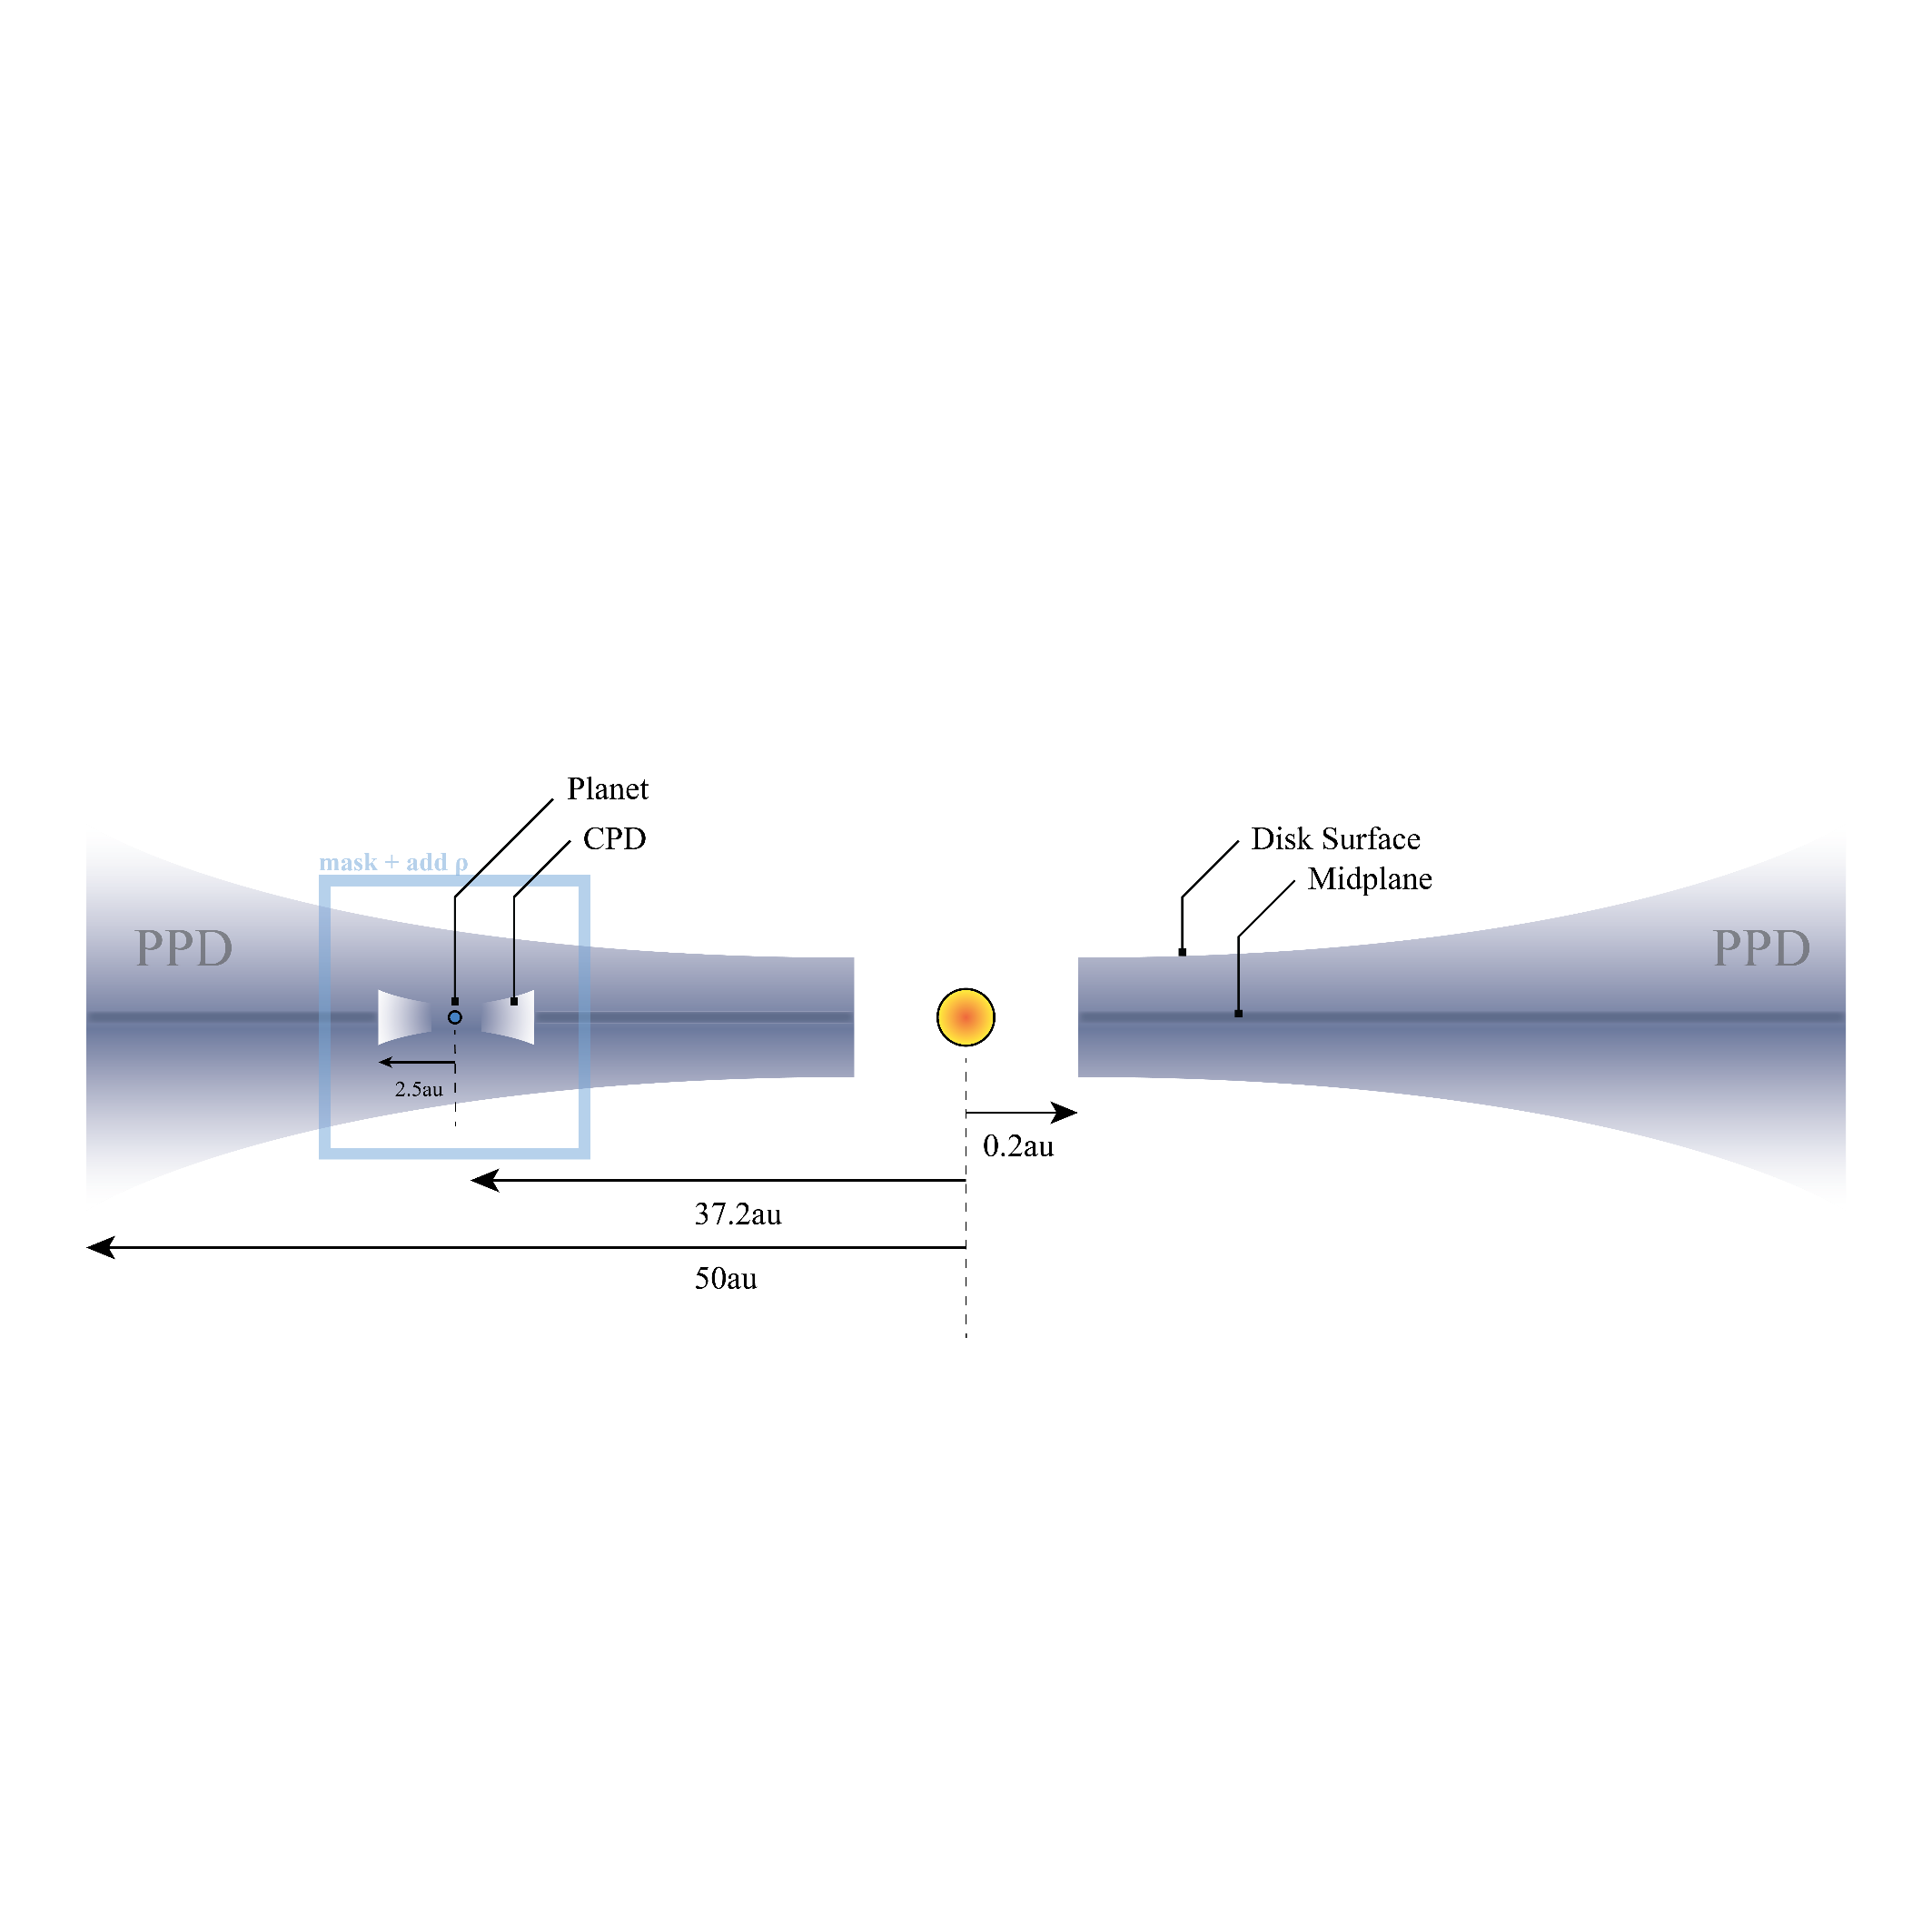 Planet
CPD
Disk Surface
mask + add ρ
Midplane
PPD
PPD
2.5au
0.2au
37.2au
50au